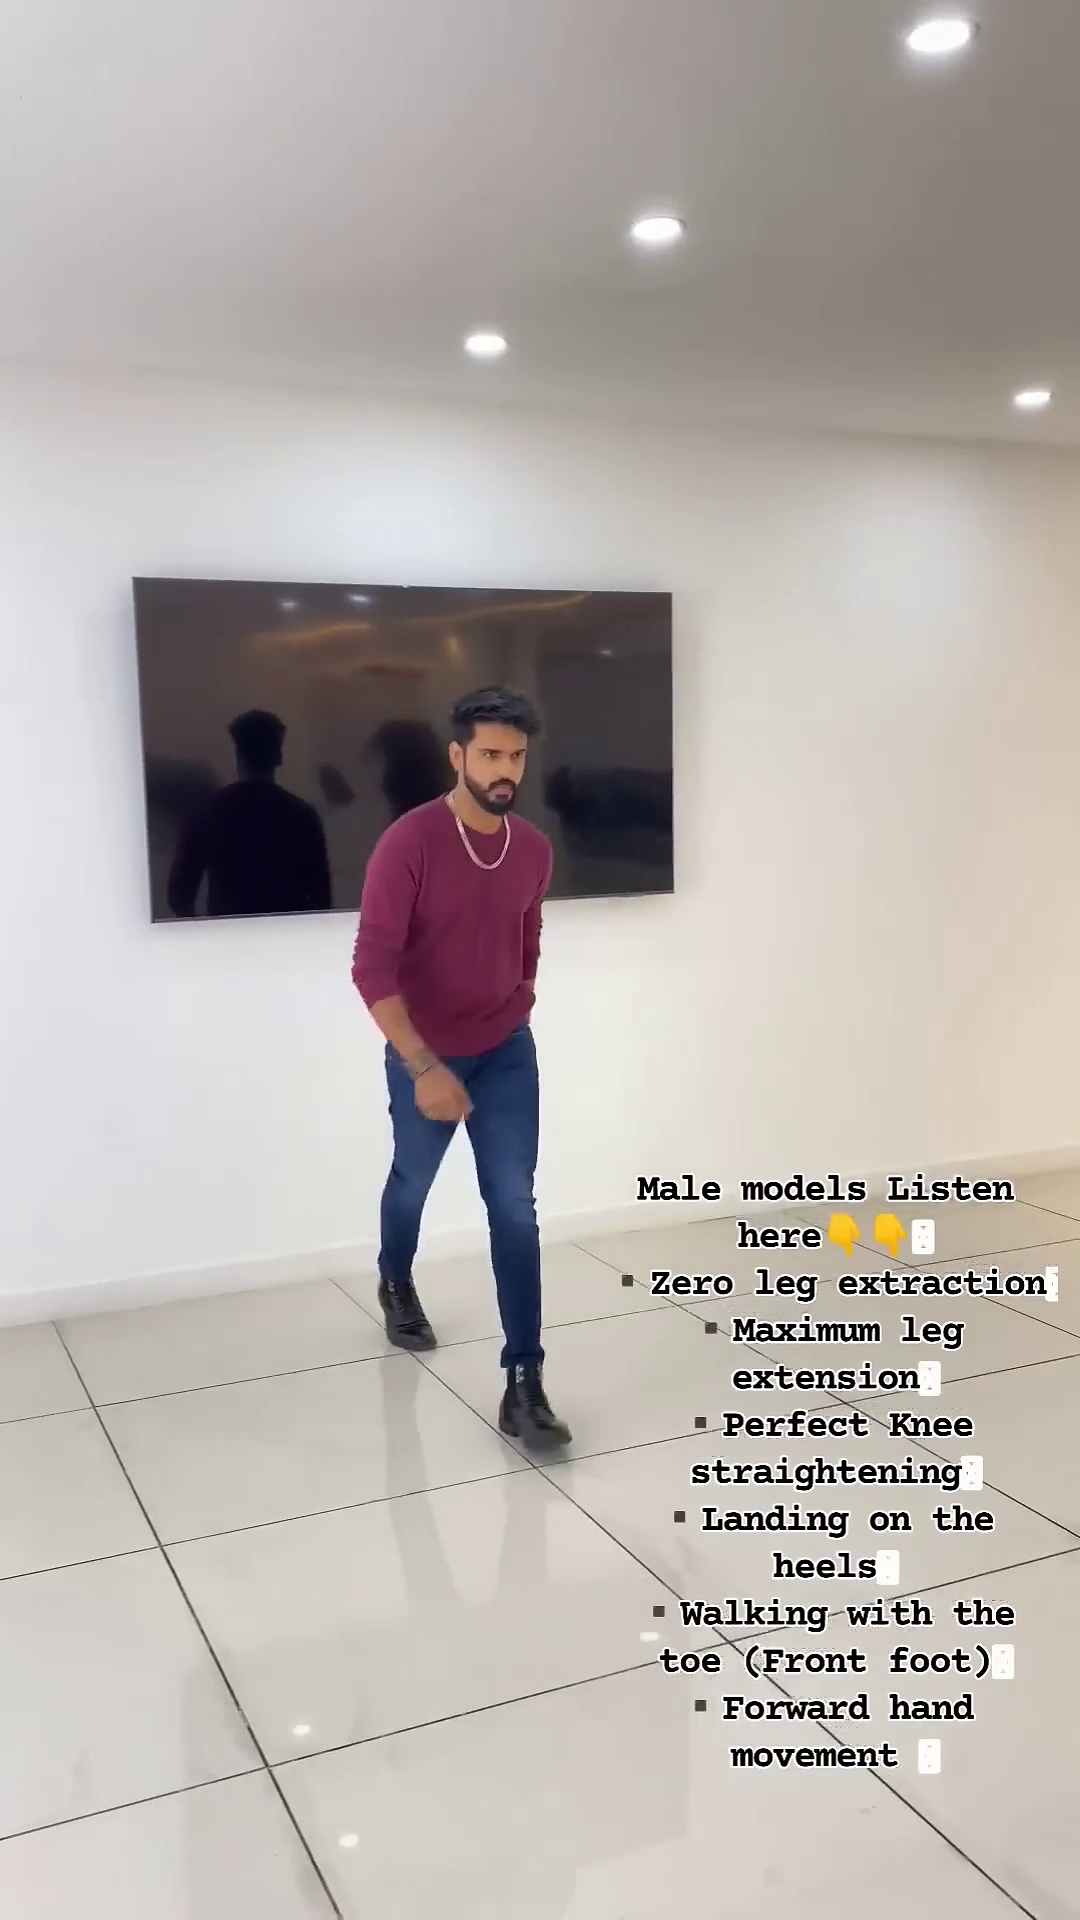 Male models Listen
here👇👇
▪ Zero leg extraction
▪ Maximum leg
extension
▪ Perfect Knee
straightening
▪ Landing on the
heels
▪ Walking with the
toe (Front foot)
▪ Forward hand
movement